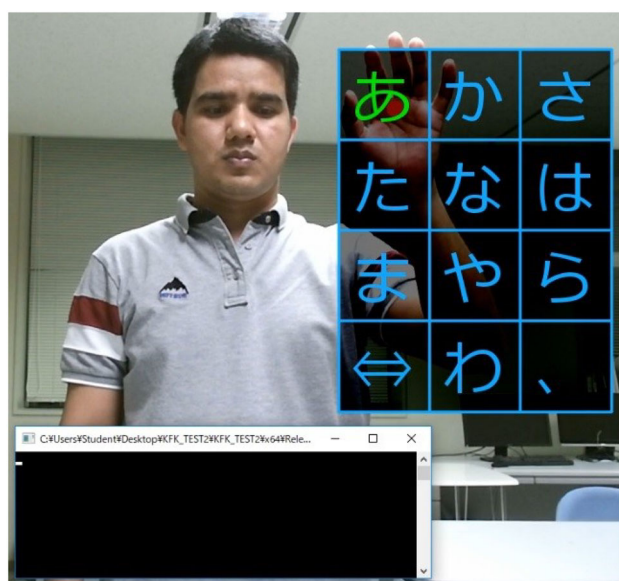 あ か さ
た な は
ま や ら
⇔ わ 、
C:¥Users¥Student¥Desktop¥KFK_TEST2¥KFK_TEST2¥x64¥Rele...